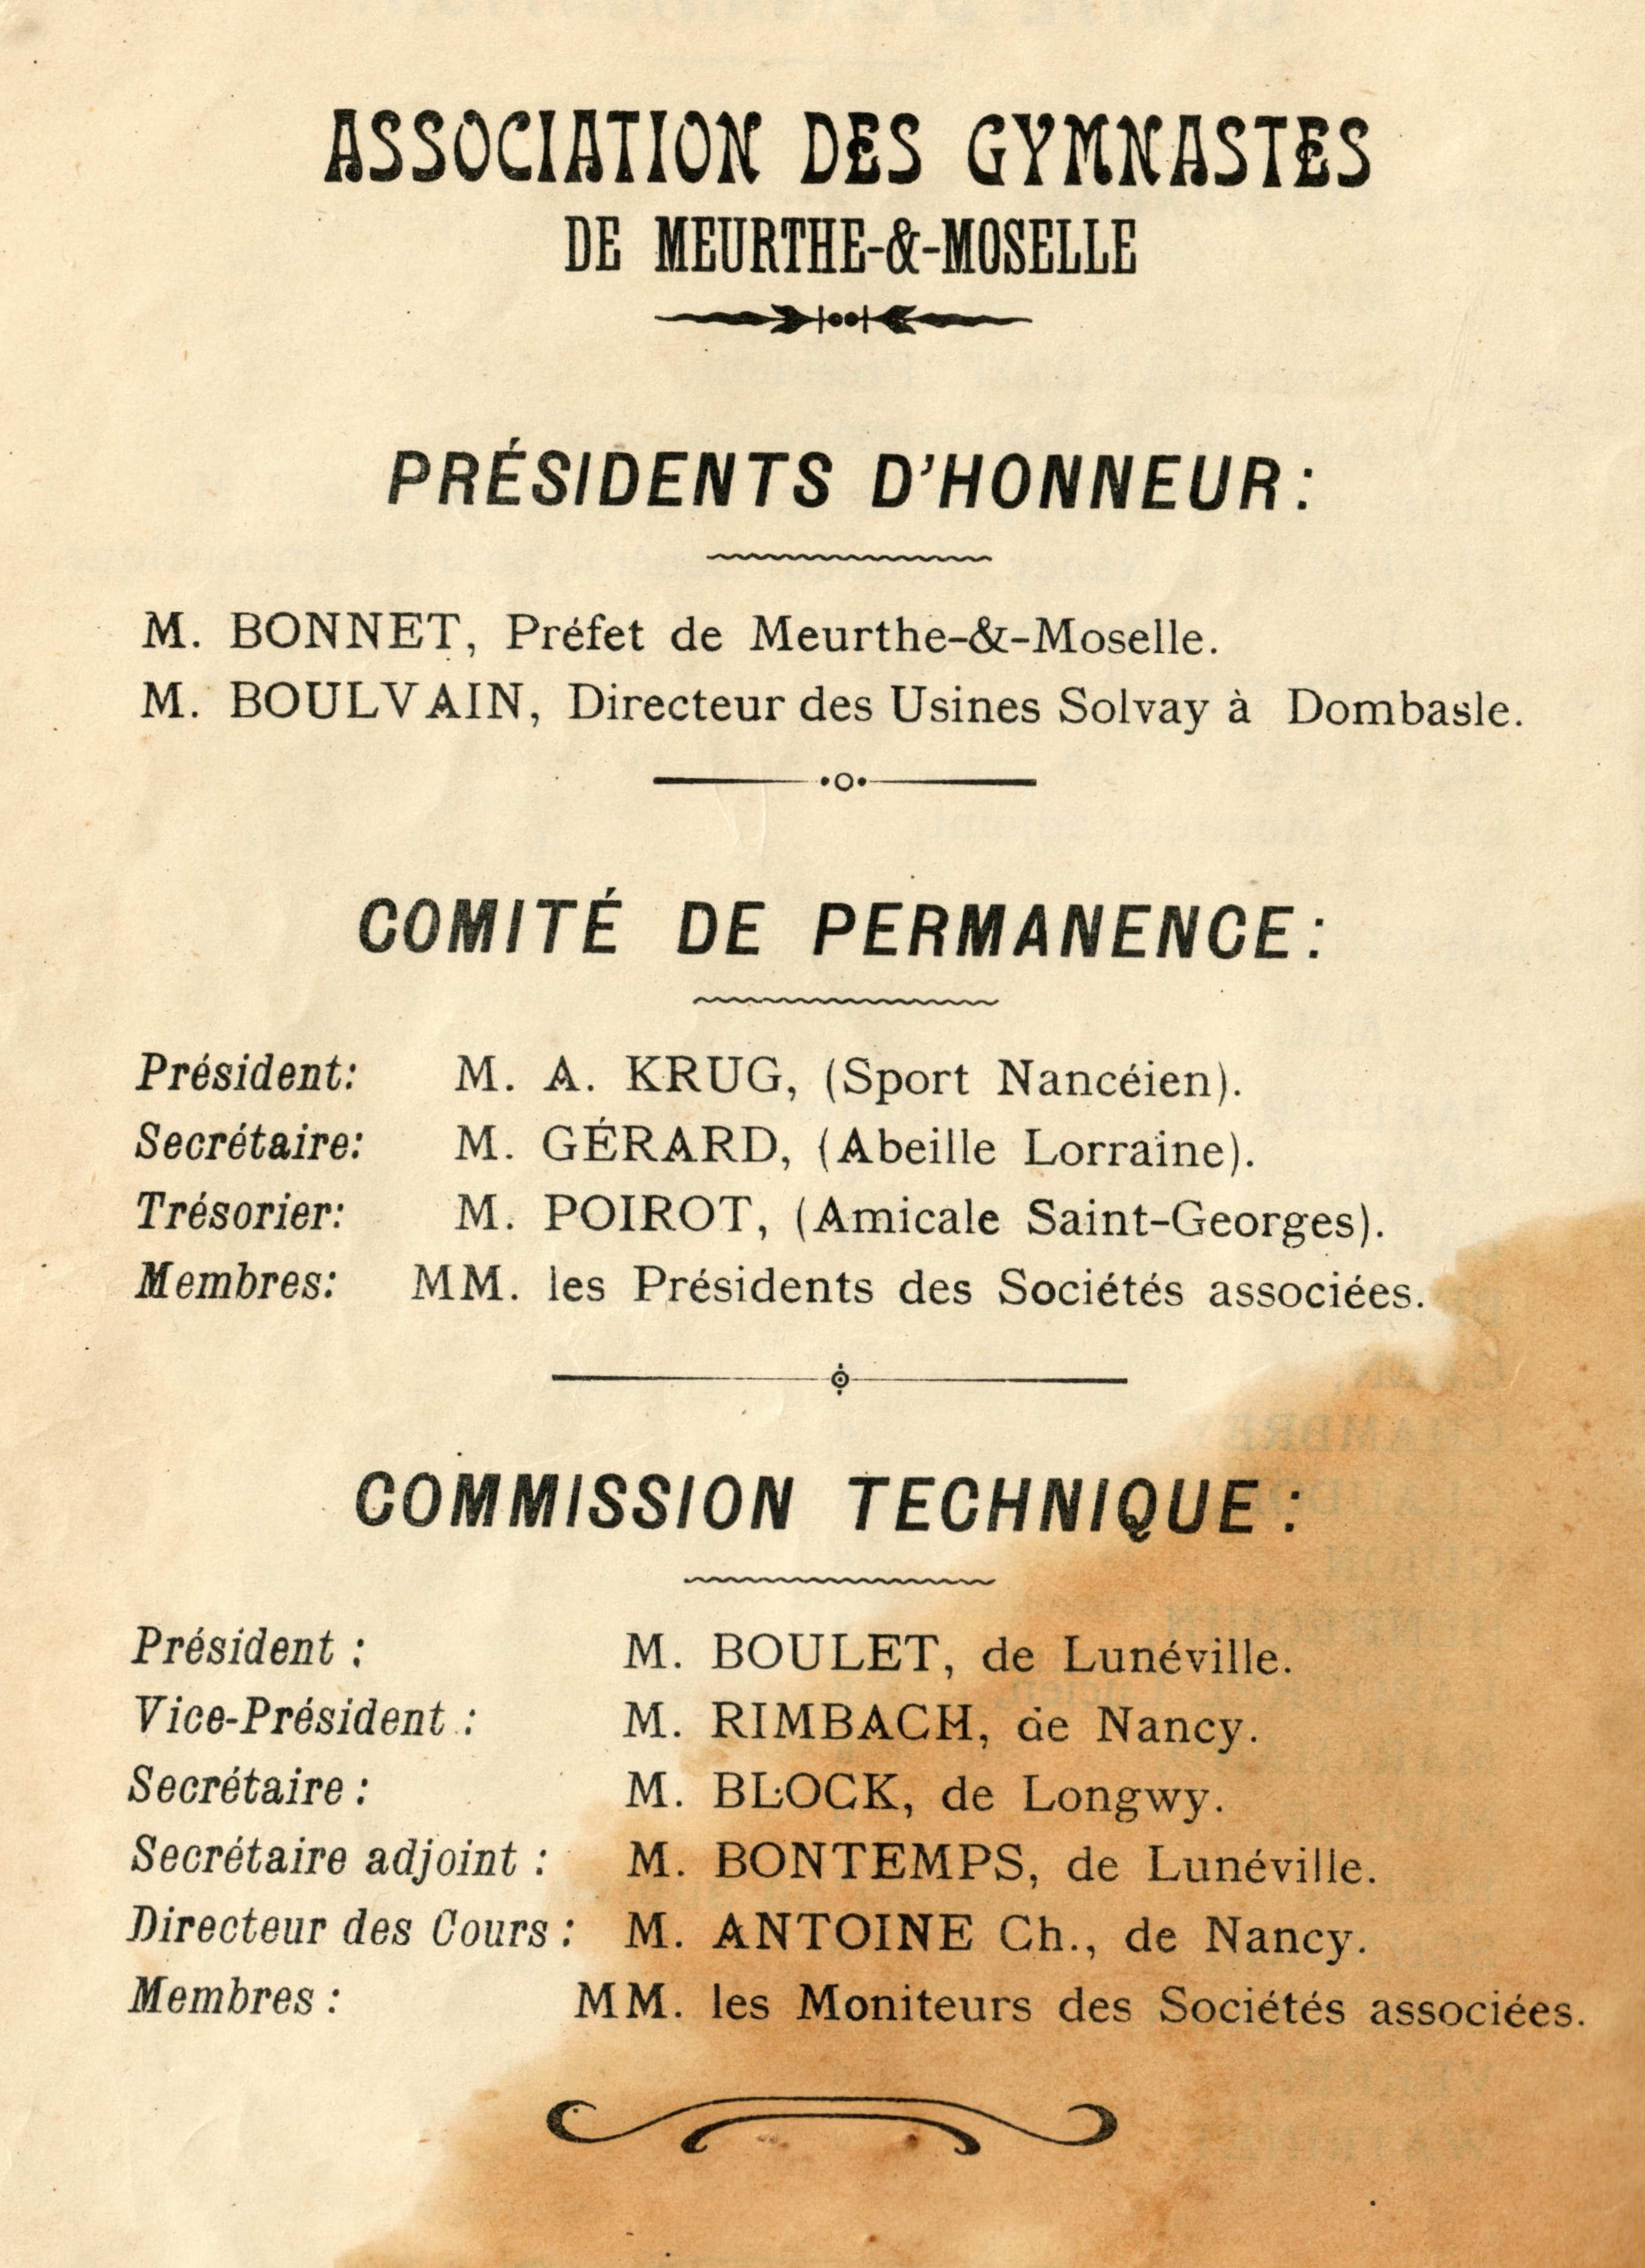 ASSOCIATION DES GYMNASTES
DE MEURTHE-&-MOSELLE
PRÉSIDENTS D'HONNEUR:
M. BONNET, Préfet de Meurthe-&-Moselle.
M. BOULVAIN, Directeur des Usines Solvay à Dombasle.
COMITÉ DE PERMANENCE:
Président: M. A. KRUG, (Sport Nancéien).
Secrétaire: M. GÉRARD, (Abeille Lorraine).
Trésorier: M. POIROT, (Amicale Saint-Georges).
Membres: MM. les Présidents des Sociétés associées.
COMMISSION TECHNIQUE :
Président : M. BOULET, de Lunéville.
Vice-Président : M. RIMBACH, de Nancy.
Secrétaire : M. BLOCK, de Longwy.
Secrétaire adjoint : M. BONTEMPS, de Lunéville.
Directeur des Cours : M. ANTOINE Ch., de Nancy.
Membres : MM. les Moniteurs des Sociétés associées.